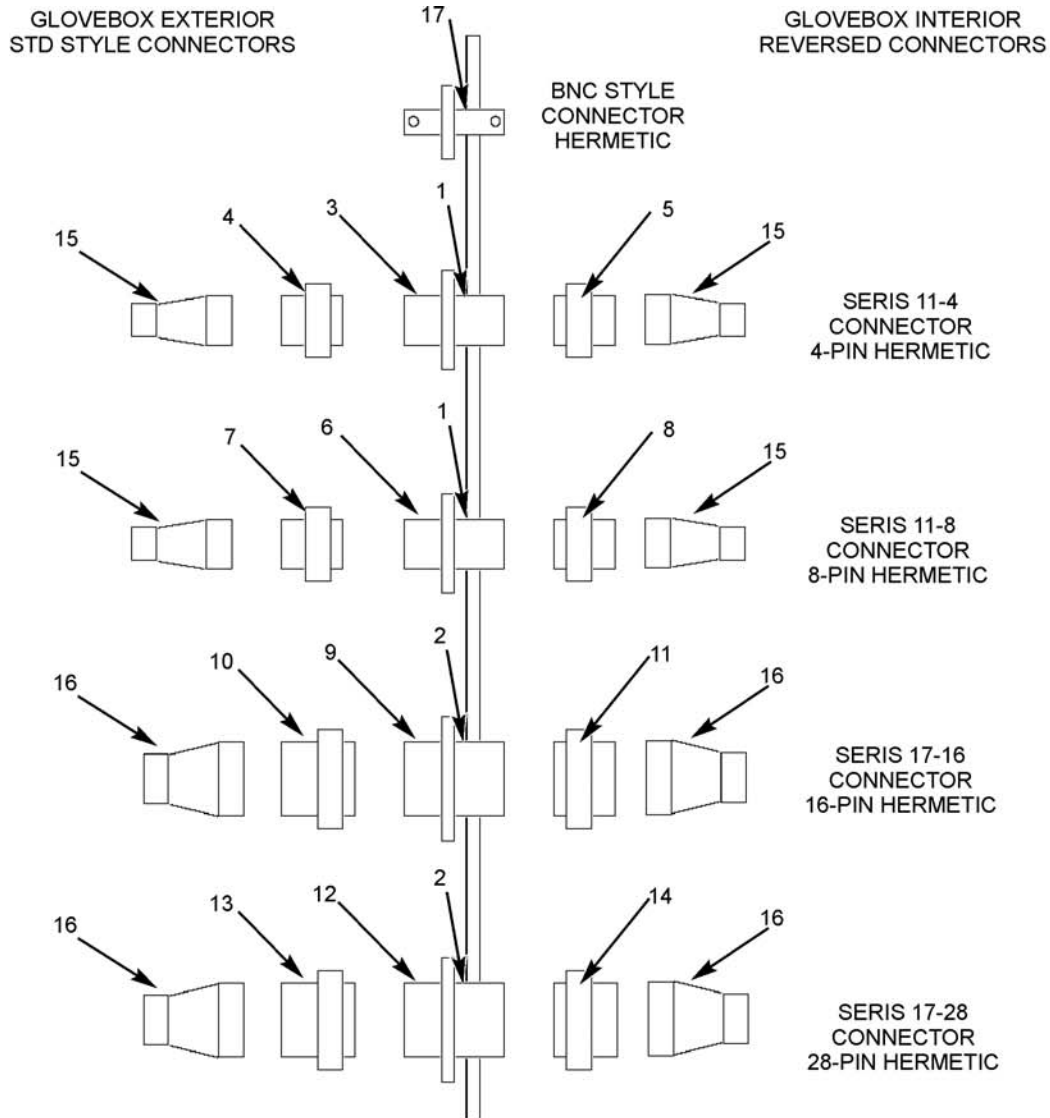 GLOVEBOX EXTERIOR
STD STYLE CONNECTORS
17
GLOVEBOX INTERIOR
REVERSED CONNECTORS
BNC STYLE
CONNECTOR
HERMETIC
15
4
3
1
5
15
SERIS 11-4
CONNECTOR
4-PIN HERMETIC
15
7
6
1
8
15
SERIS 11-8
CONNECTOR
8-PIN HERMETIC
16
10
9
2
11
16
SERIS 17-16
CONNECTOR
16-PIN HERMETIC
16
13
12
2
14
16
SERIS 17-28
CONNECTOR
28-PIN HERMETIC